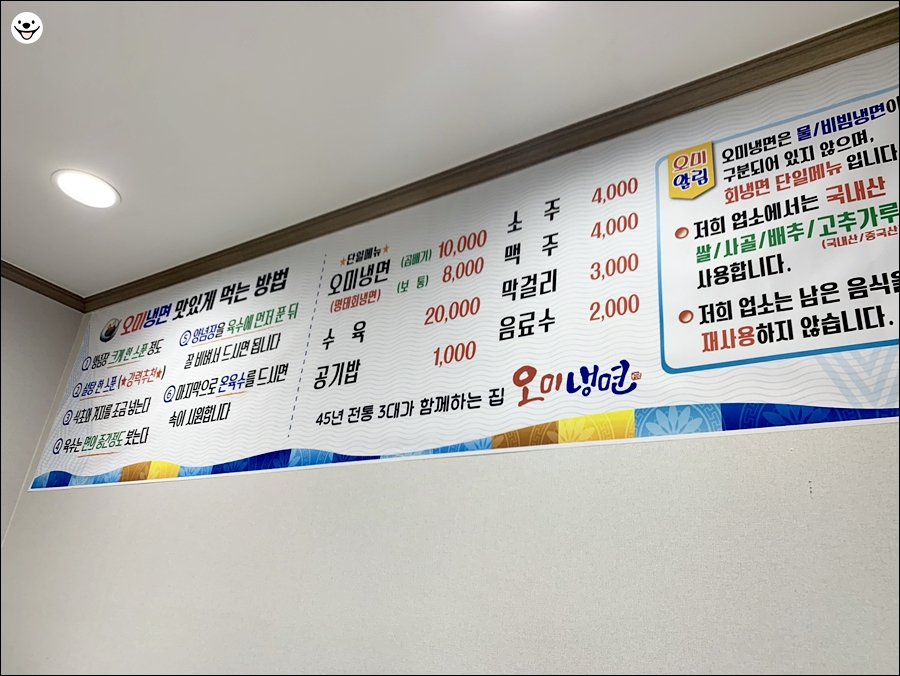 오미냉면 맛있게 먹는 방법
① 양념장 크게 한 스푼 정도
② 설탕 한 스푼 (★강력추천★)
③ 식초와 겨자를 조금 넣는다
④ 육수는 면의 중간정도 붓는다
⑤ 양념장을 육수에 먼저 푼 뒤
잘 비벼서 드시면 됩니다
⑥ 마지막으로 온육수를 드시면
속이 시원합니다
★단일메뉴★
오미냉면 (곱빼기) 10,000
(명태회냉면) (보 통) 8,000
수 육 20,000
공기밥 1,000
소 주 4,000
맥 주 4,000
막걸리 3,000
음료수 2,000
45년 전통 3대가 함께하는 집 오미냉면
오미
알림
오미냉면은 물/비빔냉면이
구분되어 있지 않으며,
회냉면 단일메뉴 입니다
저희 업소에서는 국내산
쌀/사골/배추/고추가루
(국내산/중국산
사용합니다.
저희 업소는 남은 음식을
재사용하지 않습니다.